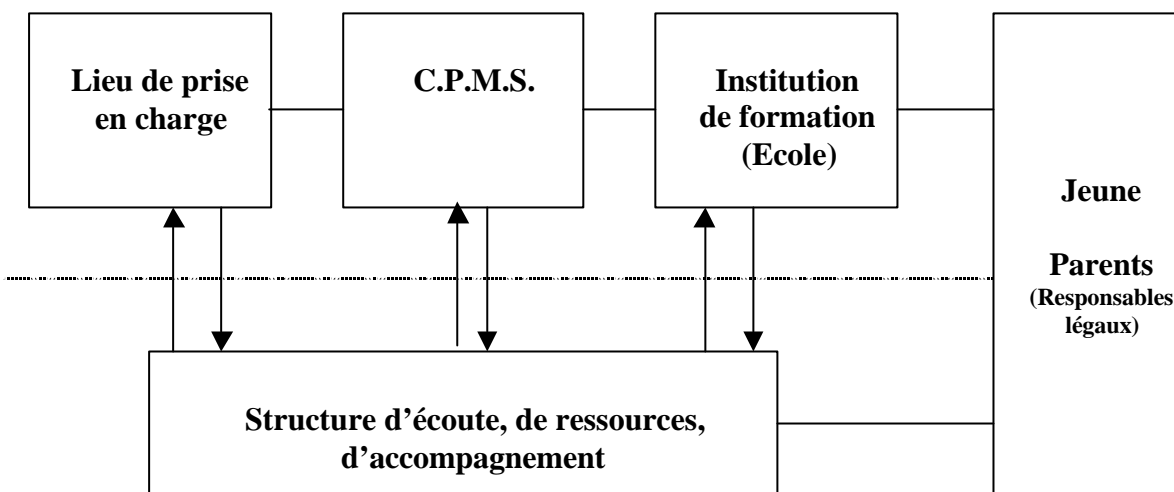 Lieu de prise
en charge
C.P.M.S.
Institution
de formation
(Ecole)
Jeune
Parents
(Responsables
légaux)
Structure d’écoute, de ressources,
d’accompagnement